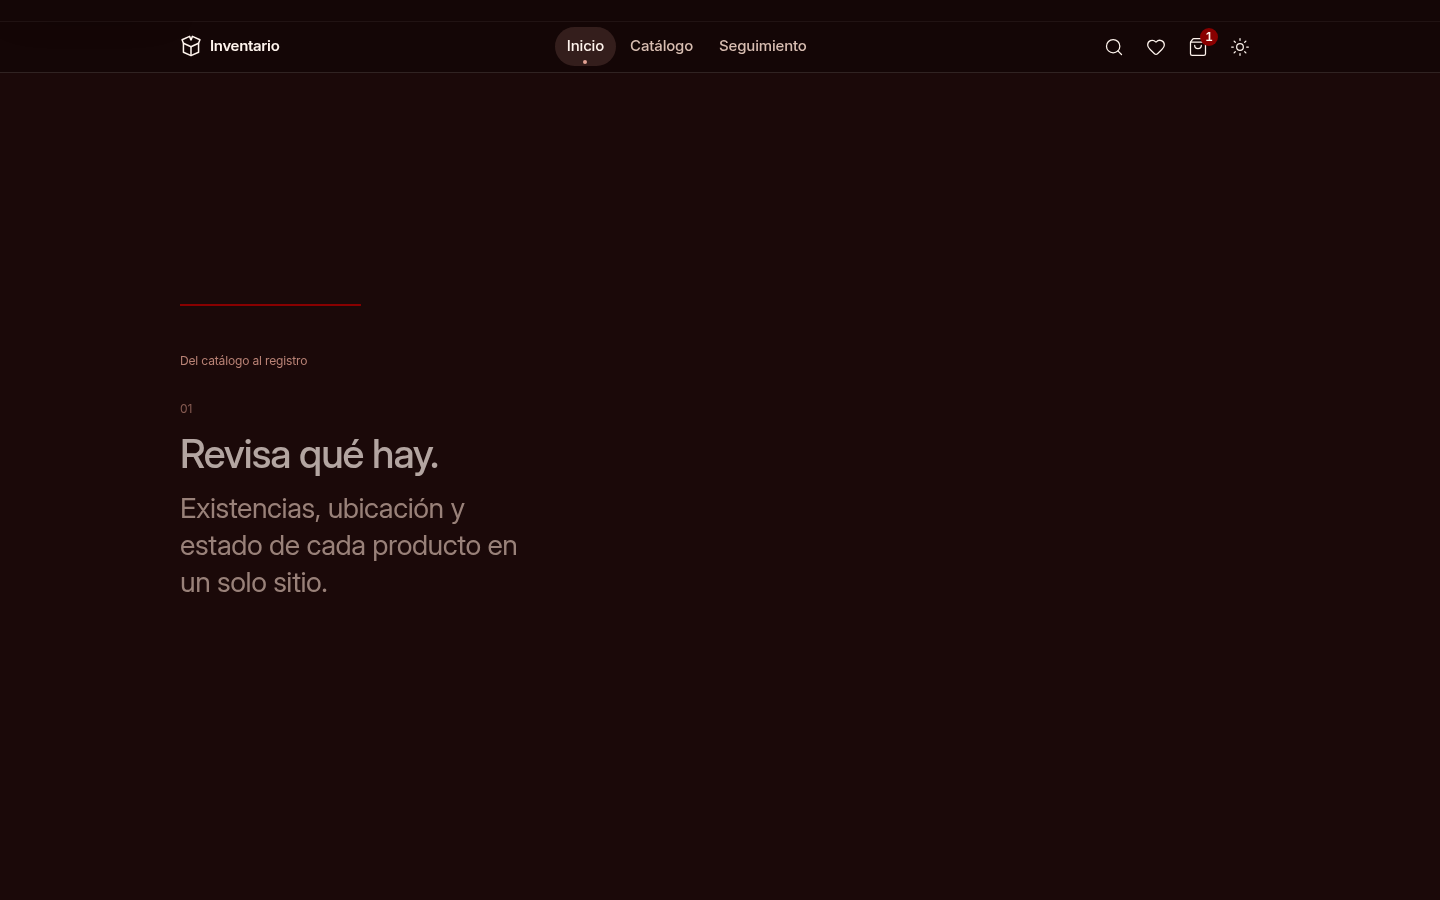 Inventario
Inicio
Catálogo
Seguimiento
1
Del catálogo al registro
01
Revisa qué hay.
Existencias, ubicación y
estado de cada producto en
un solo sitio.